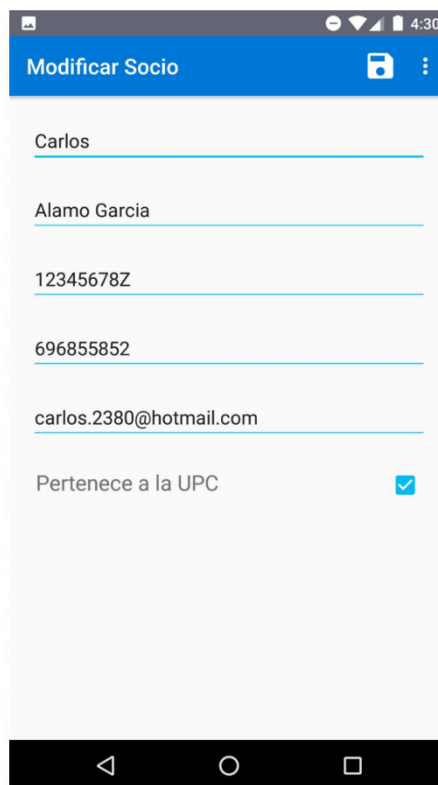 4:30
Modificar Socio
Carlos
Alamo Garcia
12345678Z
696855852
carlos.2380@hotmail.com
Pertenece a la UPC